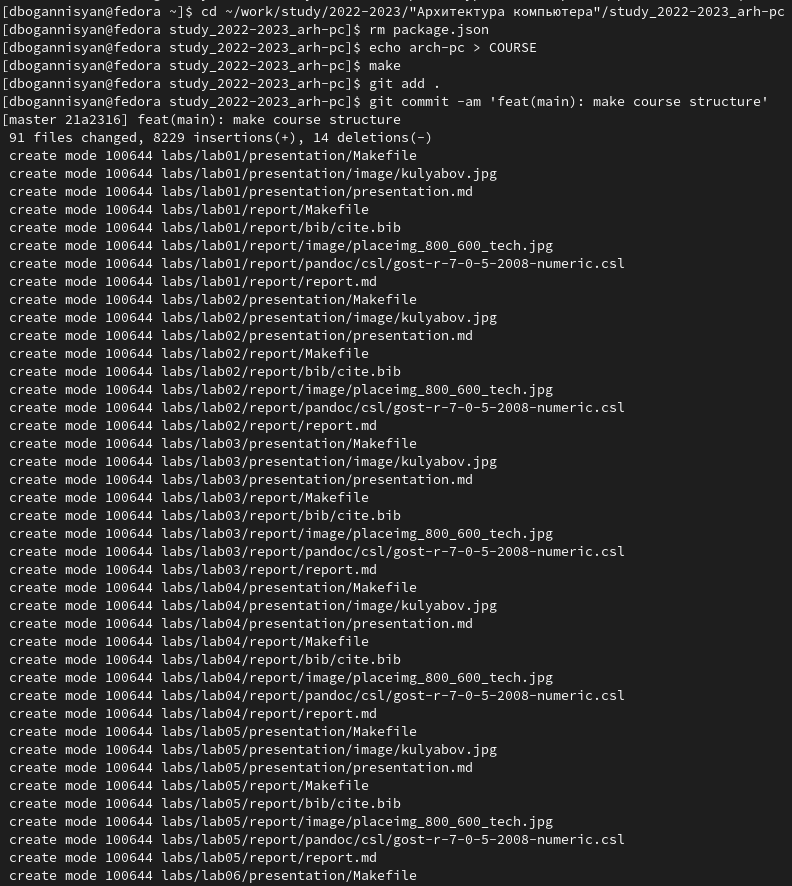 [dbogannisyan@fedora ~]$ cd ~/work/study/2022-2023/"Архитектура компьютера"/study_2022-2023_arh-pc
[dbogannisyan@fedora study_2022-2023_arh-pc]$ rm package.json
[dbogannisyan@fedora study_2022-2023_arh-pc]$ echo arch-pc > COURSE
[dbogannisyan@fedora study_2022-2023_arh-pc]$ make
[dbogannisyan@fedora study_2022-2023_arh-pc]$ git add .
[dbogannisyan@fedora study_2022-2023_arh-pc]$ git commit -am 'feat(main): make course structure'
[master 21a2316] feat(main): make course structure
 91 files changed, 8229 insertions(+), 14 deletions(-)
 create mode 100644 labs/lab01/presentation/Makefile
 create mode 100644 labs/lab01/presentation/image/kulyabov.jpg
 create mode 100644 labs/lab01/presentation/presentation.md
 create mode 100644 labs/lab01/report/Makefile
 create mode 100644 labs/lab01/report/bib/cite.bib
 create mode 100644 labs/lab01/report/image/placeimg_800_600_tech.jpg
 create mode 100644 labs/lab01/report/pandoc/csl/gost-r-7-0-5-2008-numeric.csl
 create mode 100644 labs/lab01/report/report.md
 create mode 100644 labs/lab02/presentation/Makefile
 create mode 100644 labs/lab02/presentation/image/kulyabov.jpg
 create mode 100644 labs/lab02/presentation/presentation.md
 create mode 100644 labs/lab02/report/Makefile
 create mode 100644 labs/lab02/report/bib/cite.bib
 create mode 100644 labs/lab02/report/image/placeimg_800_600_tech.jpg
 create mode 100644 labs/lab02/report/pandoc/csl/gost-r-7-0-5-2008-numeric.csl
 create mode 100644 labs/lab02/report/report.md
 create mode 100644 labs/lab03/presentation/Makefile
 create mode 100644 labs/lab03/presentation/image/kulyabov.jpg
 create mode 100644 labs/lab03/presentation/presentation.md
 create mode 100644 labs/lab03/report/Makefile
 create mode 100644 labs/lab03/report/bib/cite.bib
 create mode 100644 labs/lab03/report/image/placeimg_800_600_tech.jpg
 create mode 100644 labs/lab03/report/pandoc/csl/gost-r-7-0-5-2008-numeric.csl
 create mode 100644 labs/lab03/report/report.md
 create mode 100644 labs/lab04/presentation/Makefile
 create mode 100644 labs/lab04/presentation/image/kulyabov.jpg
 create mode 100644 labs/lab04/presentation/presentation.md
 create mode 100644 labs/lab04/report/Makefile
 create mode 100644 labs/lab04/report/bib/cite.bib
 create mode 100644 labs/lab04/report/image/placeimg_800_600_tech.jpg
 create mode 100644 labs/lab04/report/pandoc/csl/gost-r-7-0-5-2008-numeric.csl
 create mode 100644 labs/lab04/report/report.md
 create mode 100644 labs/lab05/presentation/Makefile
 create mode 100644 labs/lab05/presentation/image/kulyabov.jpg
 create mode 100644 labs/lab05/presentation/presentation.md
 create mode 100644 labs/lab05/report/Makefile
 create mode 100644 labs/lab05/report/bib/cite.bib
 create mode 100644 labs/lab05/report/image/placeimg_800_600_tech.jpg
 create mode 100644 labs/lab05/report/pandoc/csl/gost-r-7-0-5-2008-numeric.csl
 create mode 100644 labs/lab05/report/report.md
 create mode 100644 labs/lab06/presentation/Makefile